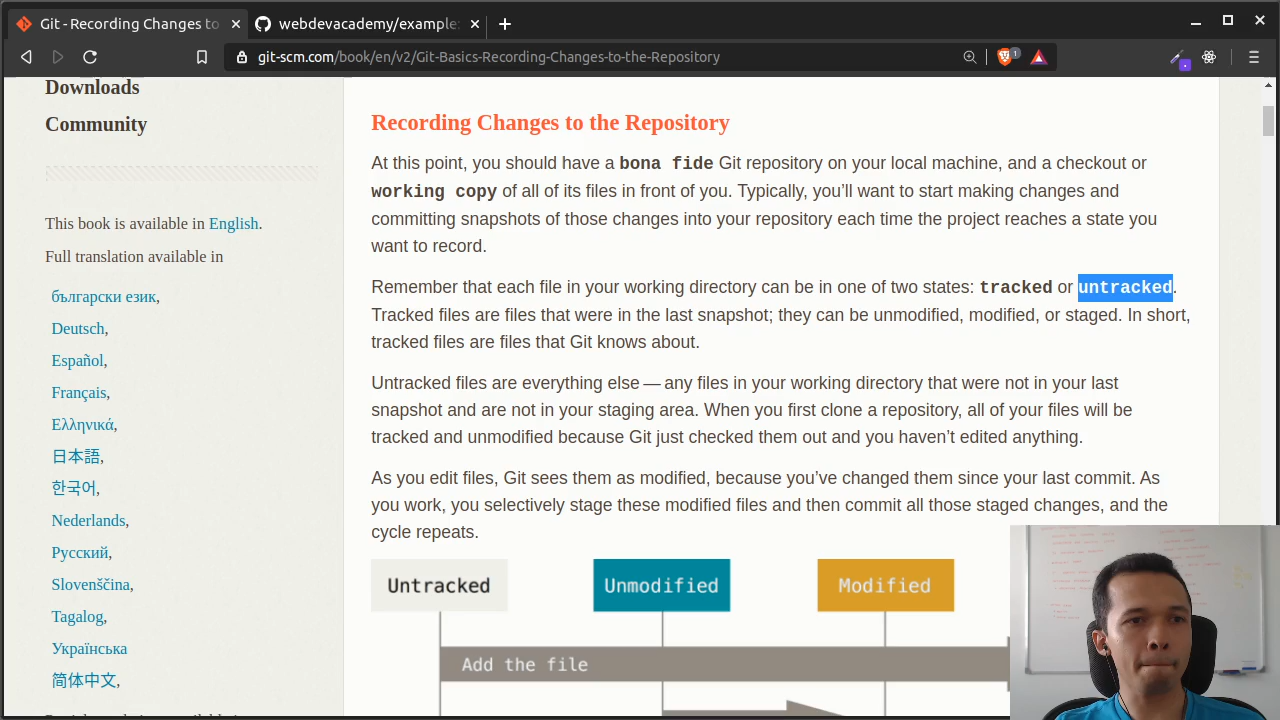 Git - Recording Changes to
webdevacademy/example
git-scm.com/book/en/v2/Git-Basics-Recording-Changes-to-the-Repository
1
Downloads
Community
This book is available in English.
Full translation available in
български език,
Deutsch,
Español,
Français,
Ελληνικά,
日本語,
한국어,
Nederlands,
Русский,
Slovenščina,
Tagalog,
Українська
简体中文,
Recording Changes to the Repository
At this point, you should have a bona fide Git repository on your local machine, and a checkout or
working copy of all of its files in front of you. Typically, you’ll want to start making changes and
committing snapshots of those changes into your repository each time the project reaches a state you
want to record.
Remember that each file in your working directory can be in one of two states: tracked or untracked.
Tracked files are files that were in the last snapshot; they can be unmodified, modified, or staged. In short,
tracked files are files that Git knows about.
Untracked files are everything else — any files in your working directory that were not in your last
snapshot and are not in your staging area. When you first clone a repository, all of your files will be
tracked and unmodified because Git just checked them out and you haven’t edited anything.
As you edit files, Git sees them as modified, because you’ve changed them since your last commit. As
you work, you selectively stage these modified files and then commit all those staged changes, and the
cycle repeats.
Untracked
Unmodified
Modified
Add the file